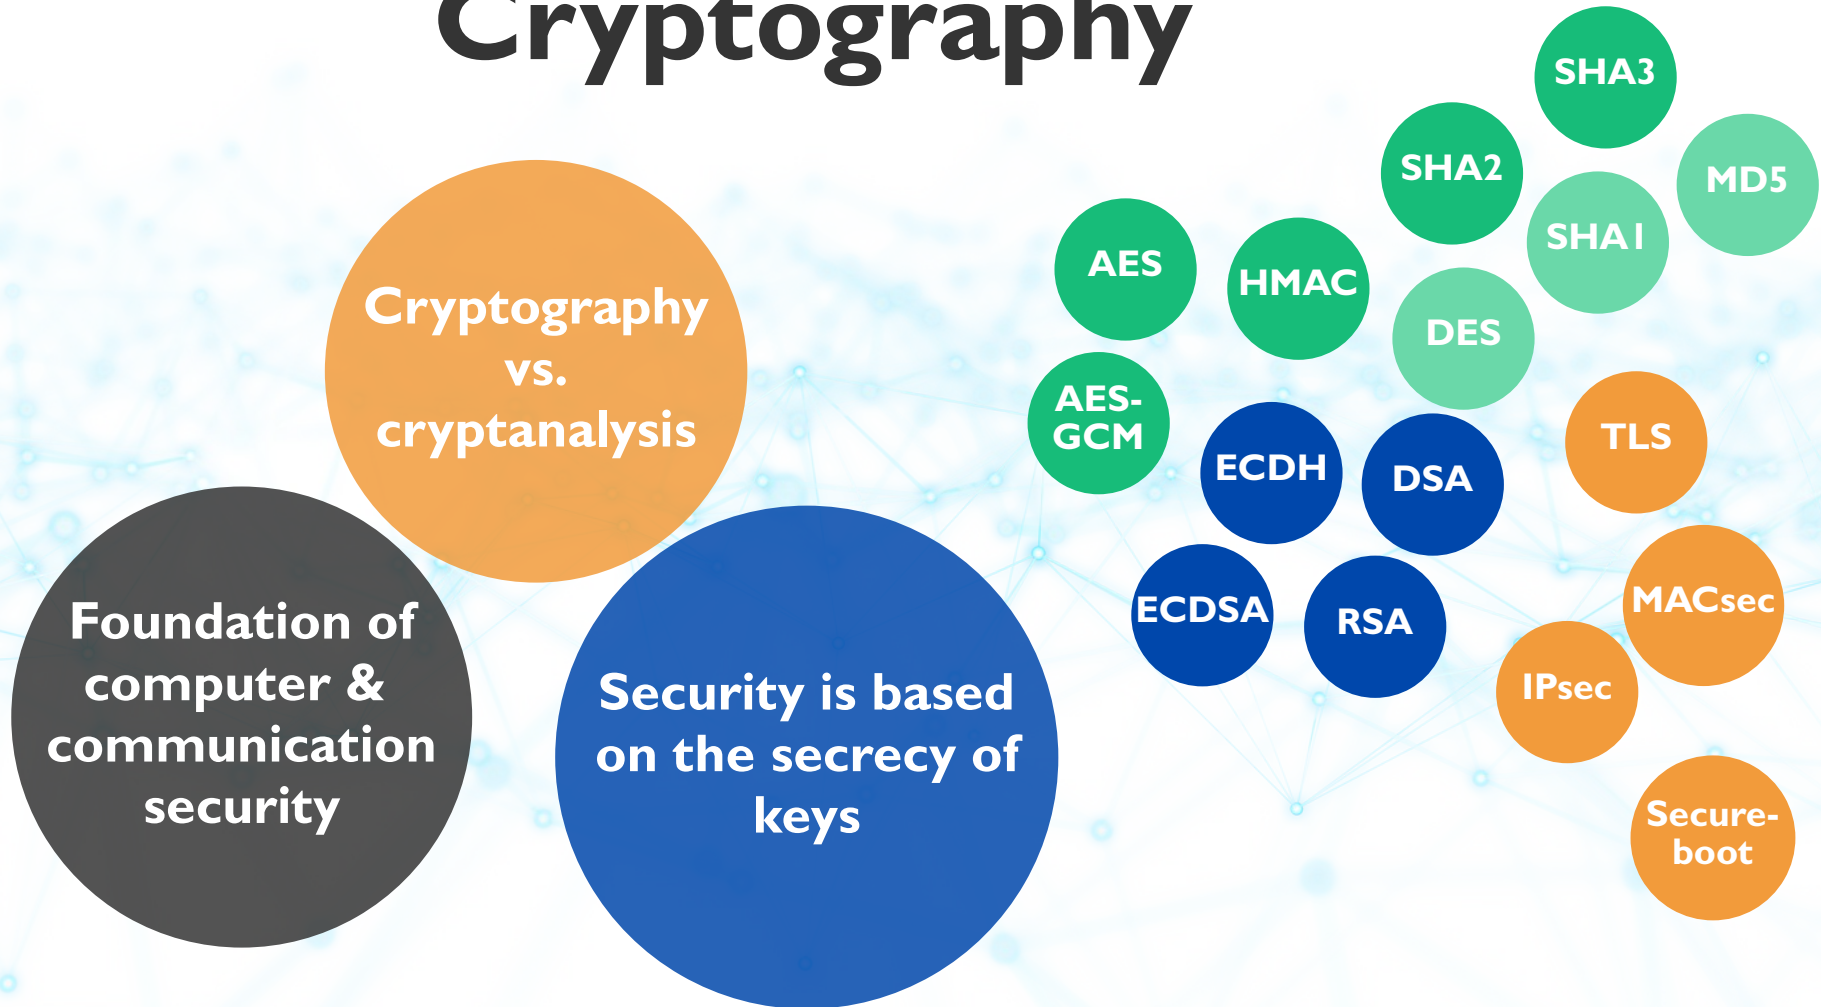 Cryptography
Cryptography
vs.
cryptanalysis
Foundation of
computer &
communication
security
Security is based
on the secrecy of
keys
SHA3
SHA2
MD5
SHA1
AES
HMAC
DES
AES-
GCM
ECDH
DSA
TLS
ECDSA
RSA
MACsec
IPsec
Secure-
boot